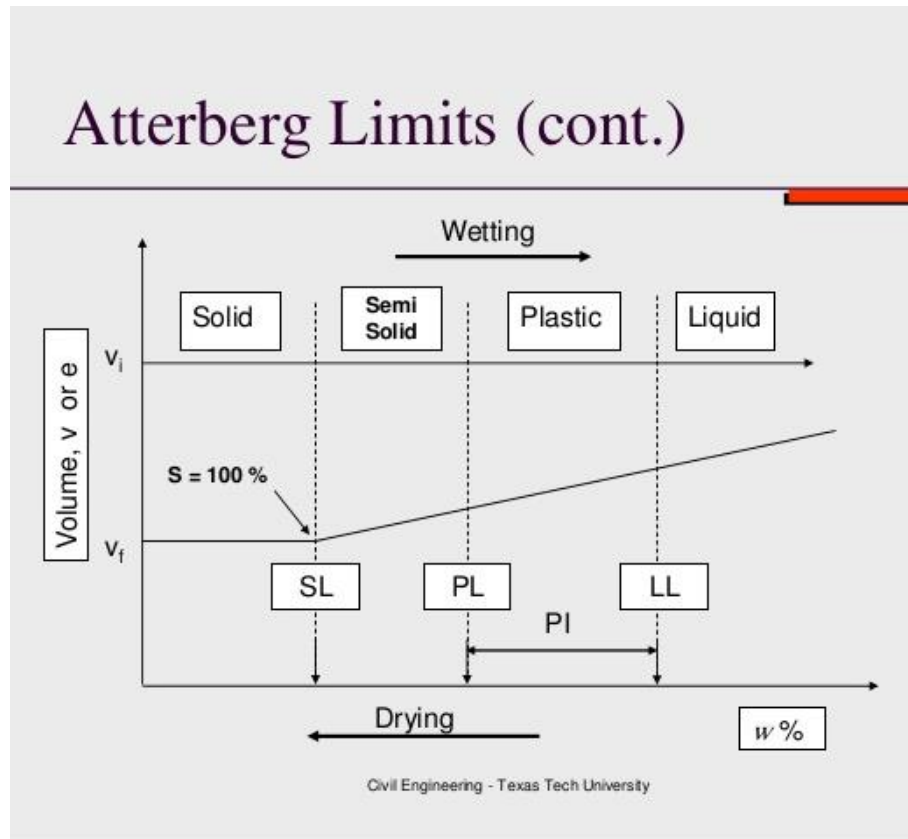 Atterberg Limits (cont.)
Wetting
Solid
Semi
Solid
Plastic
Liquid
Volume, v or e
vi
S = 100 %
vf
SL
PL
LL
PI
Drying
w%
Civil Engineering - Texas Tech University